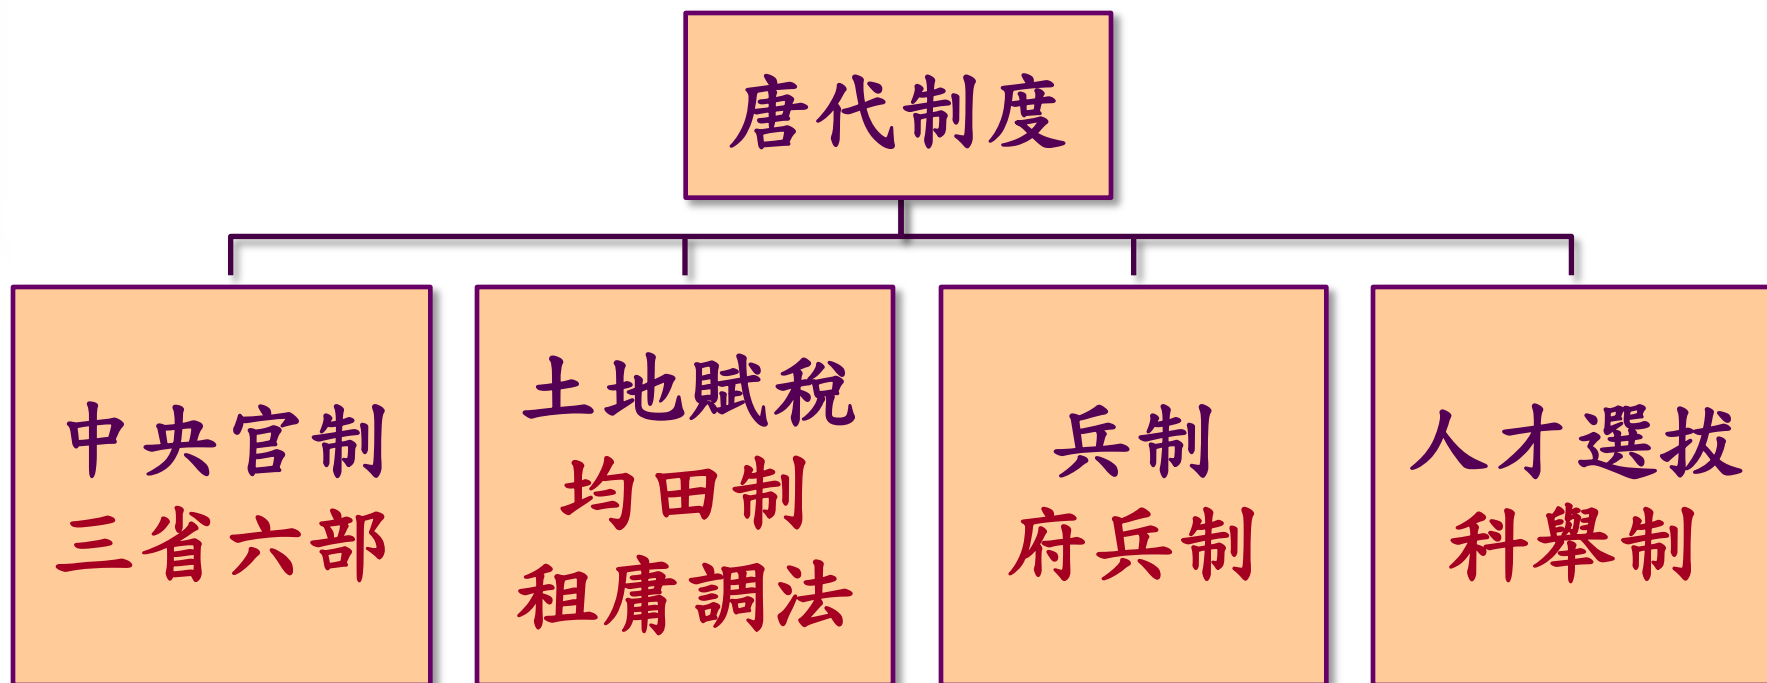 唐代制度
中央官制
三省六部
土地賦稅
均田制
租庸調法
兵制
府兵制
人才選拔
科舉制